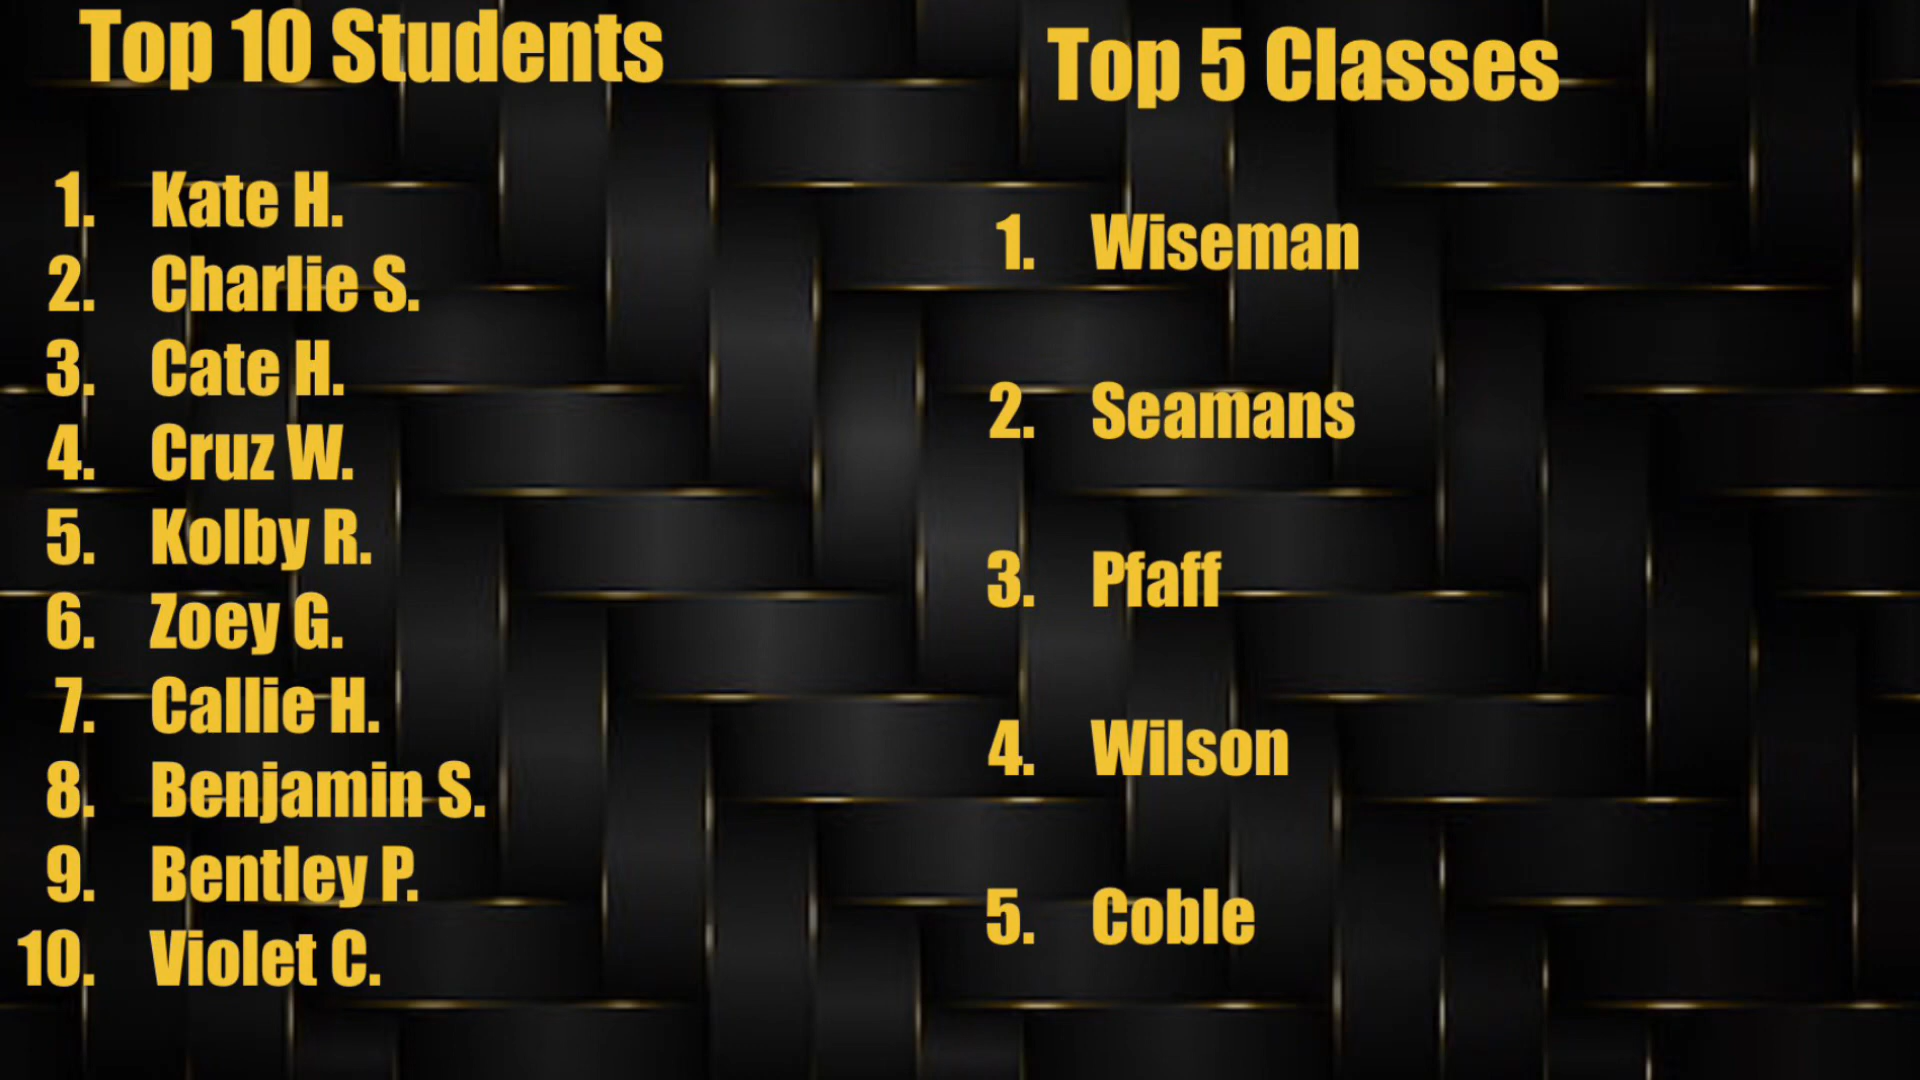 Top 10 Students
1. Kate H.
2. Charlie S.
3. Cate H.
4. Cruz W.
5. Kolby R.
6. Zoey G.
7. Callie H.
8. Benjamin S.
9. Bentley P.
10. Violet C.
Top 5 Classes
1. Wiseman
2. Seamans
3. Pfaff
4. Wilson
5. Coble